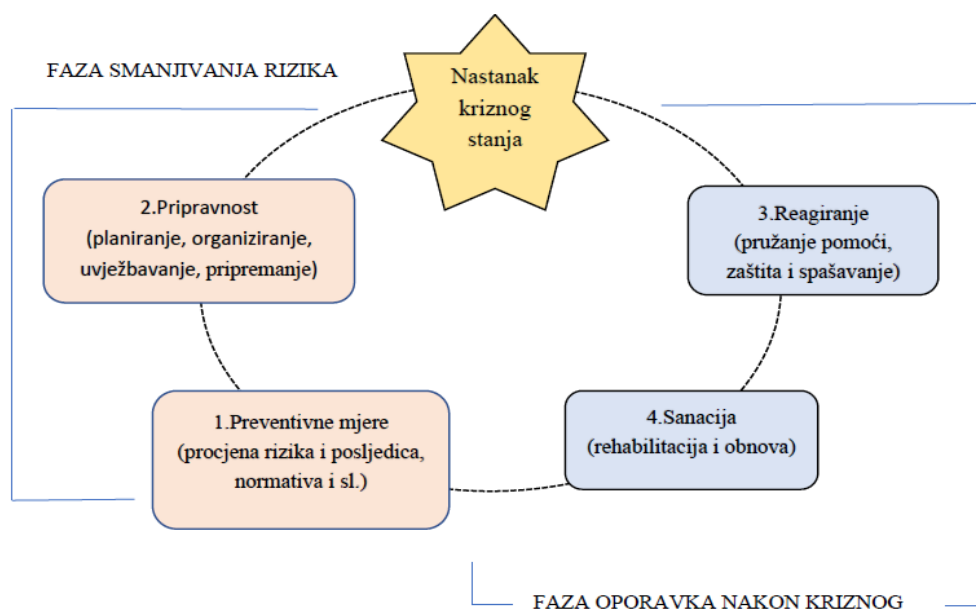 FAZA SMANJIVANJA RIZIKA
Nastanak
kriznog
stanja
2.Pripravnost
(planiranje, organiziranje,
uvježbavanje, pripremanje)
3.Reagiranje
(pružanje pomoći,
zaštita i spašavanje)
1.Preventivne mjere
(procjena rizika i posljedica,
normativa i sl.)
4.Sanacija
(rehabilitacija i obnova)
FAZA OPORAVKA NAKON KRIZNOG